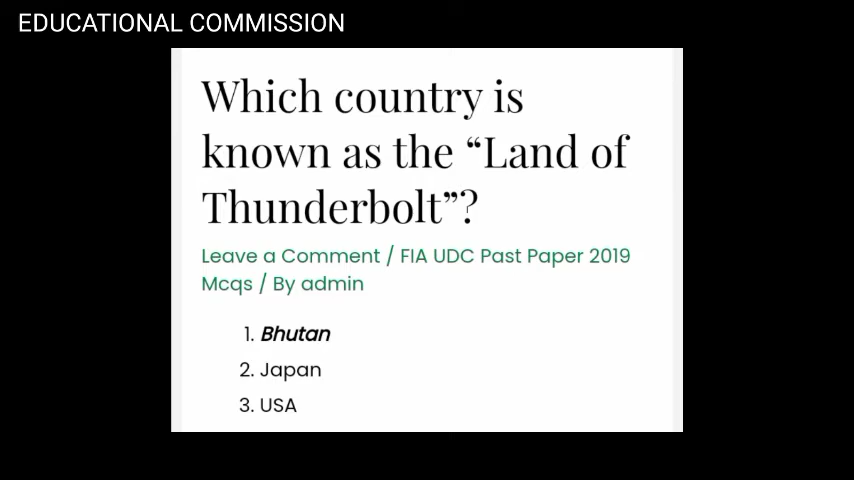 EDUCATIONAL COMMISSION
Which country is
known as the “Land of
Thunderbolt”?
Leave a Comment / FIA UDC Past Paper 2019
Mcqs / By admin
1. Bhutan
2. Japan
3. USA